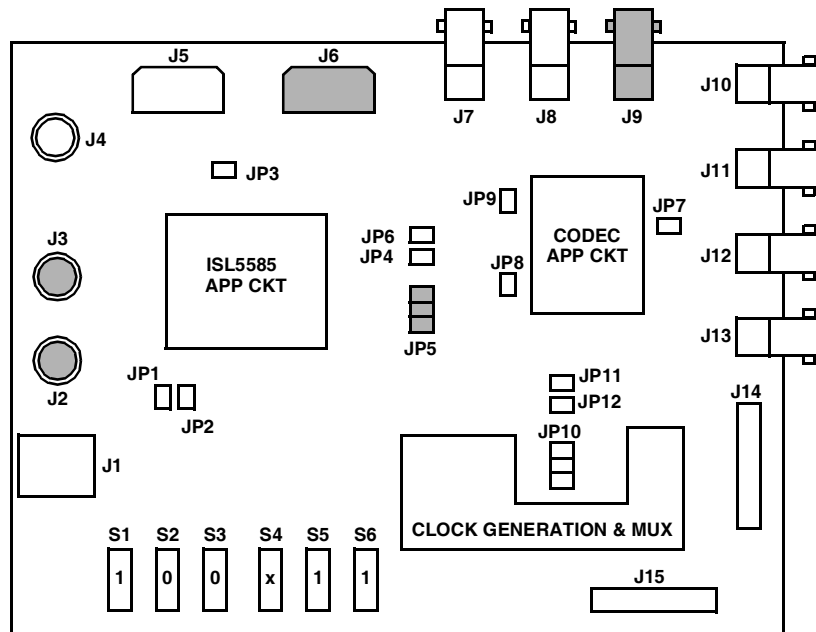 J5
J6
J7
J8
J9
J10
J4
JP3
J11
JP9
JP7
J3
JP6
JP4
ISL5585
APP CKT
CODEC
APP CKT
J12
JP8
JP5
J13
J2
JP1
JP2
JP11
JP12
J14
JP10
J1
CLOCK GENERATION & MUX
S1 S2 S3 S4 S5 S6
1 0 0 x 1 1
J15